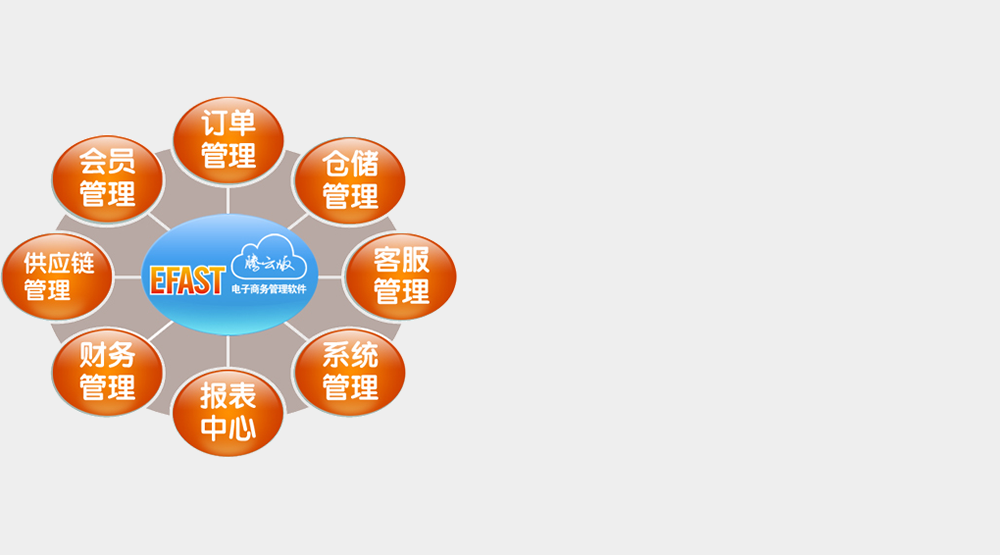 订单
管理
会员
管理
仓储
管理
供应链
管理
EFAST
腾云版
电子商务管理软件
客服
管理
财务
管理
系统
管理
报表
中心